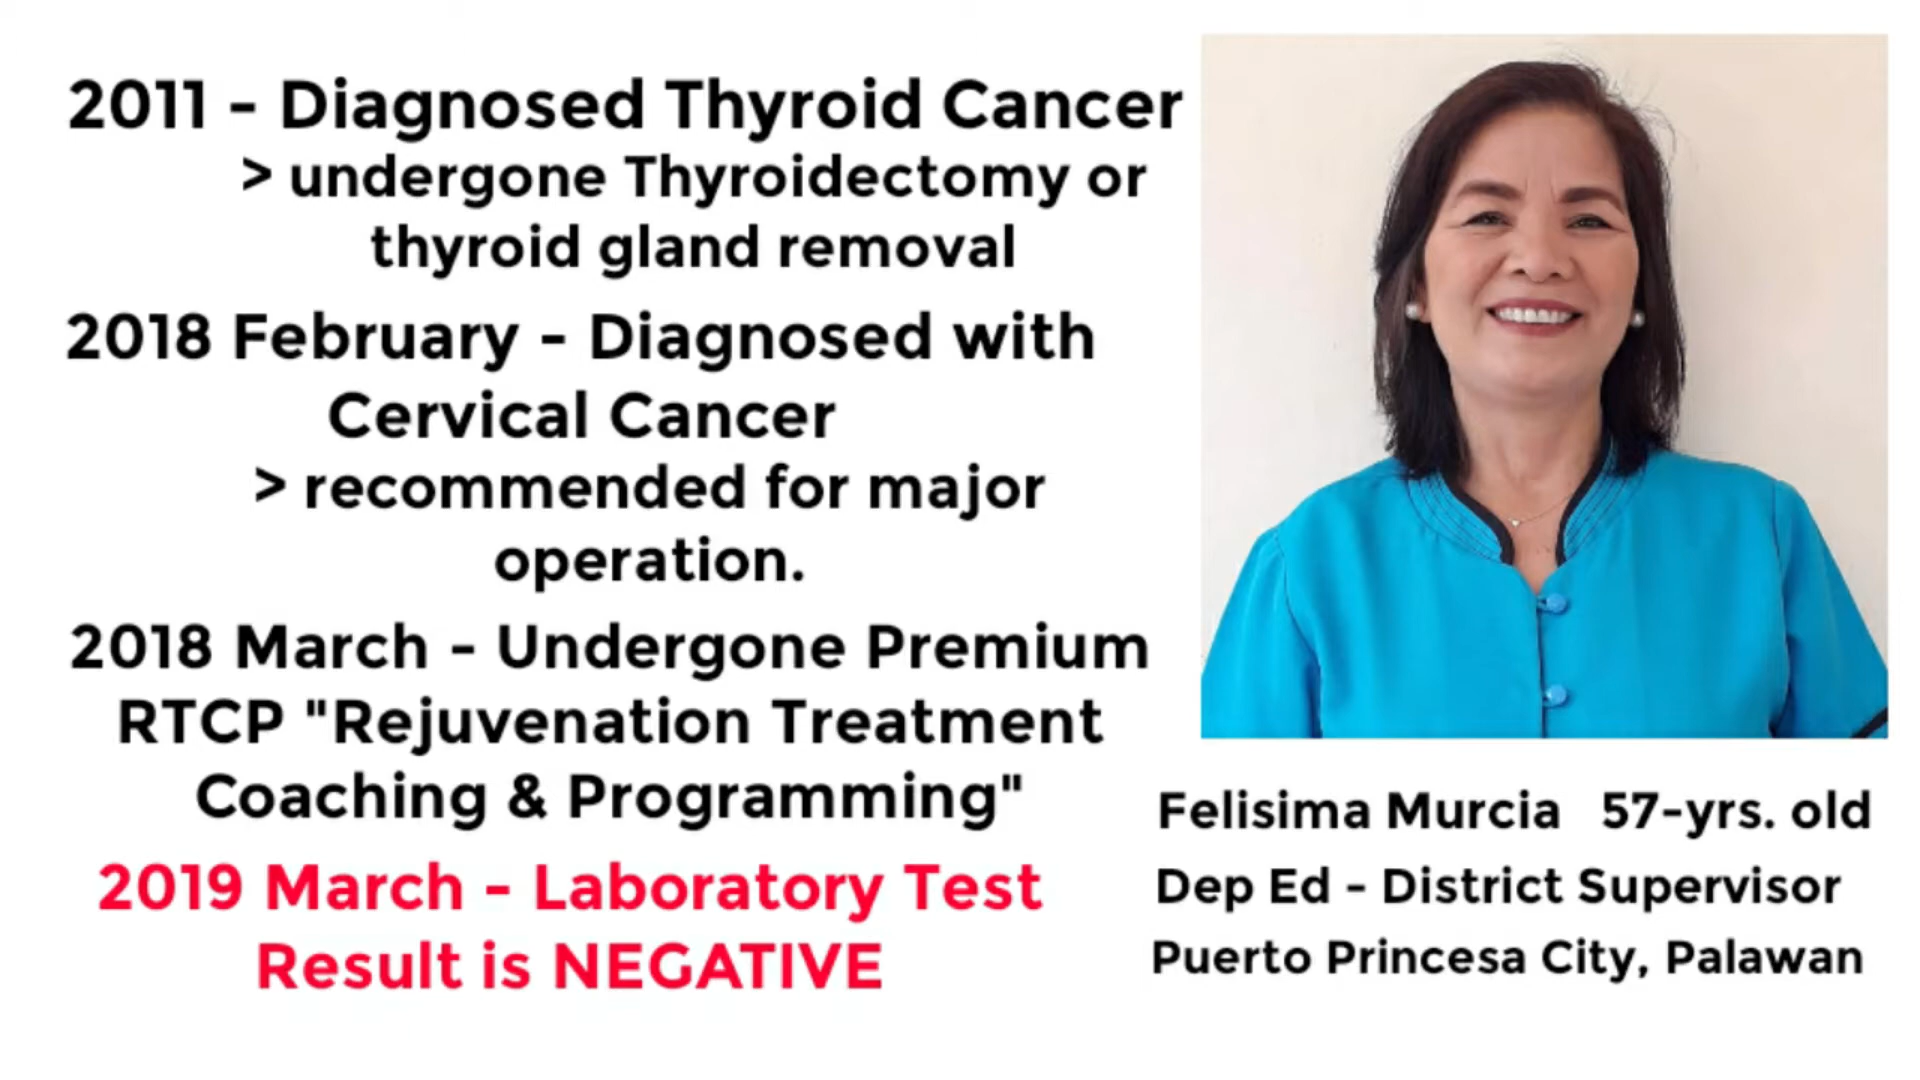 2011 - Diagnosed Thyroid Cancer
> undergone Thyroidectomy or
thyroid gland removal
2018 February - Diagnosed with
Cervical Cancer
> recommended for major
operation.
2018 March - Undergone Premium
RTCP "Rejuvenation Treatment
Coaching & Programming"
2019 March - Laboratory Test
Result is NEGATIVE
Felisima Murcia 57-yrs. old
Dep Ed - District Supervisor
Puerto Princesa City, Palawan